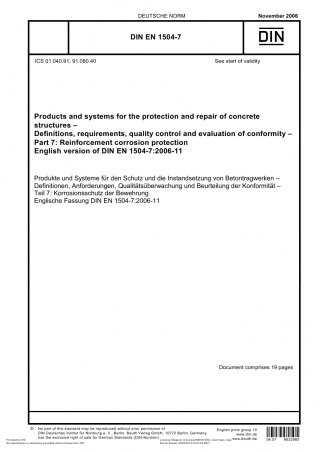 DEUTSCHE NORM
November 2006
DIN EN 1504-7
DIN
ICS 01.040.91; 91.080.40
See start of validity
Products and systems for the protection and repair of concrete
structures –
Definitions, requirements, quality control and evaluation of conformity –
Part 7: Reinforcement corrosion protection
English version of DIN EN 1504-7:2006-11
Produkte und Systeme für den Schutz und die Instandsetzung von Betontragwerken –
Definitionen, Anforderungen, Qualitätsüberwachung und Beurteilung der Konformität –
Teil 7: Korrosionsschutz der Bewehrung
Englische Fassung DIN EN 1504-7:2006-11
Document comprises 19 pages
© No part of this standard may be reproduced without prior permission of
DIN Deutsches Institut für Normung e. V., Berlin. Beuth Verlag GmbH, 10772 Berlin, Germany,
has the exclusive right of sale for German Standards (DIN-Normen).
English price group 10
www.din.de
www.beuth.de